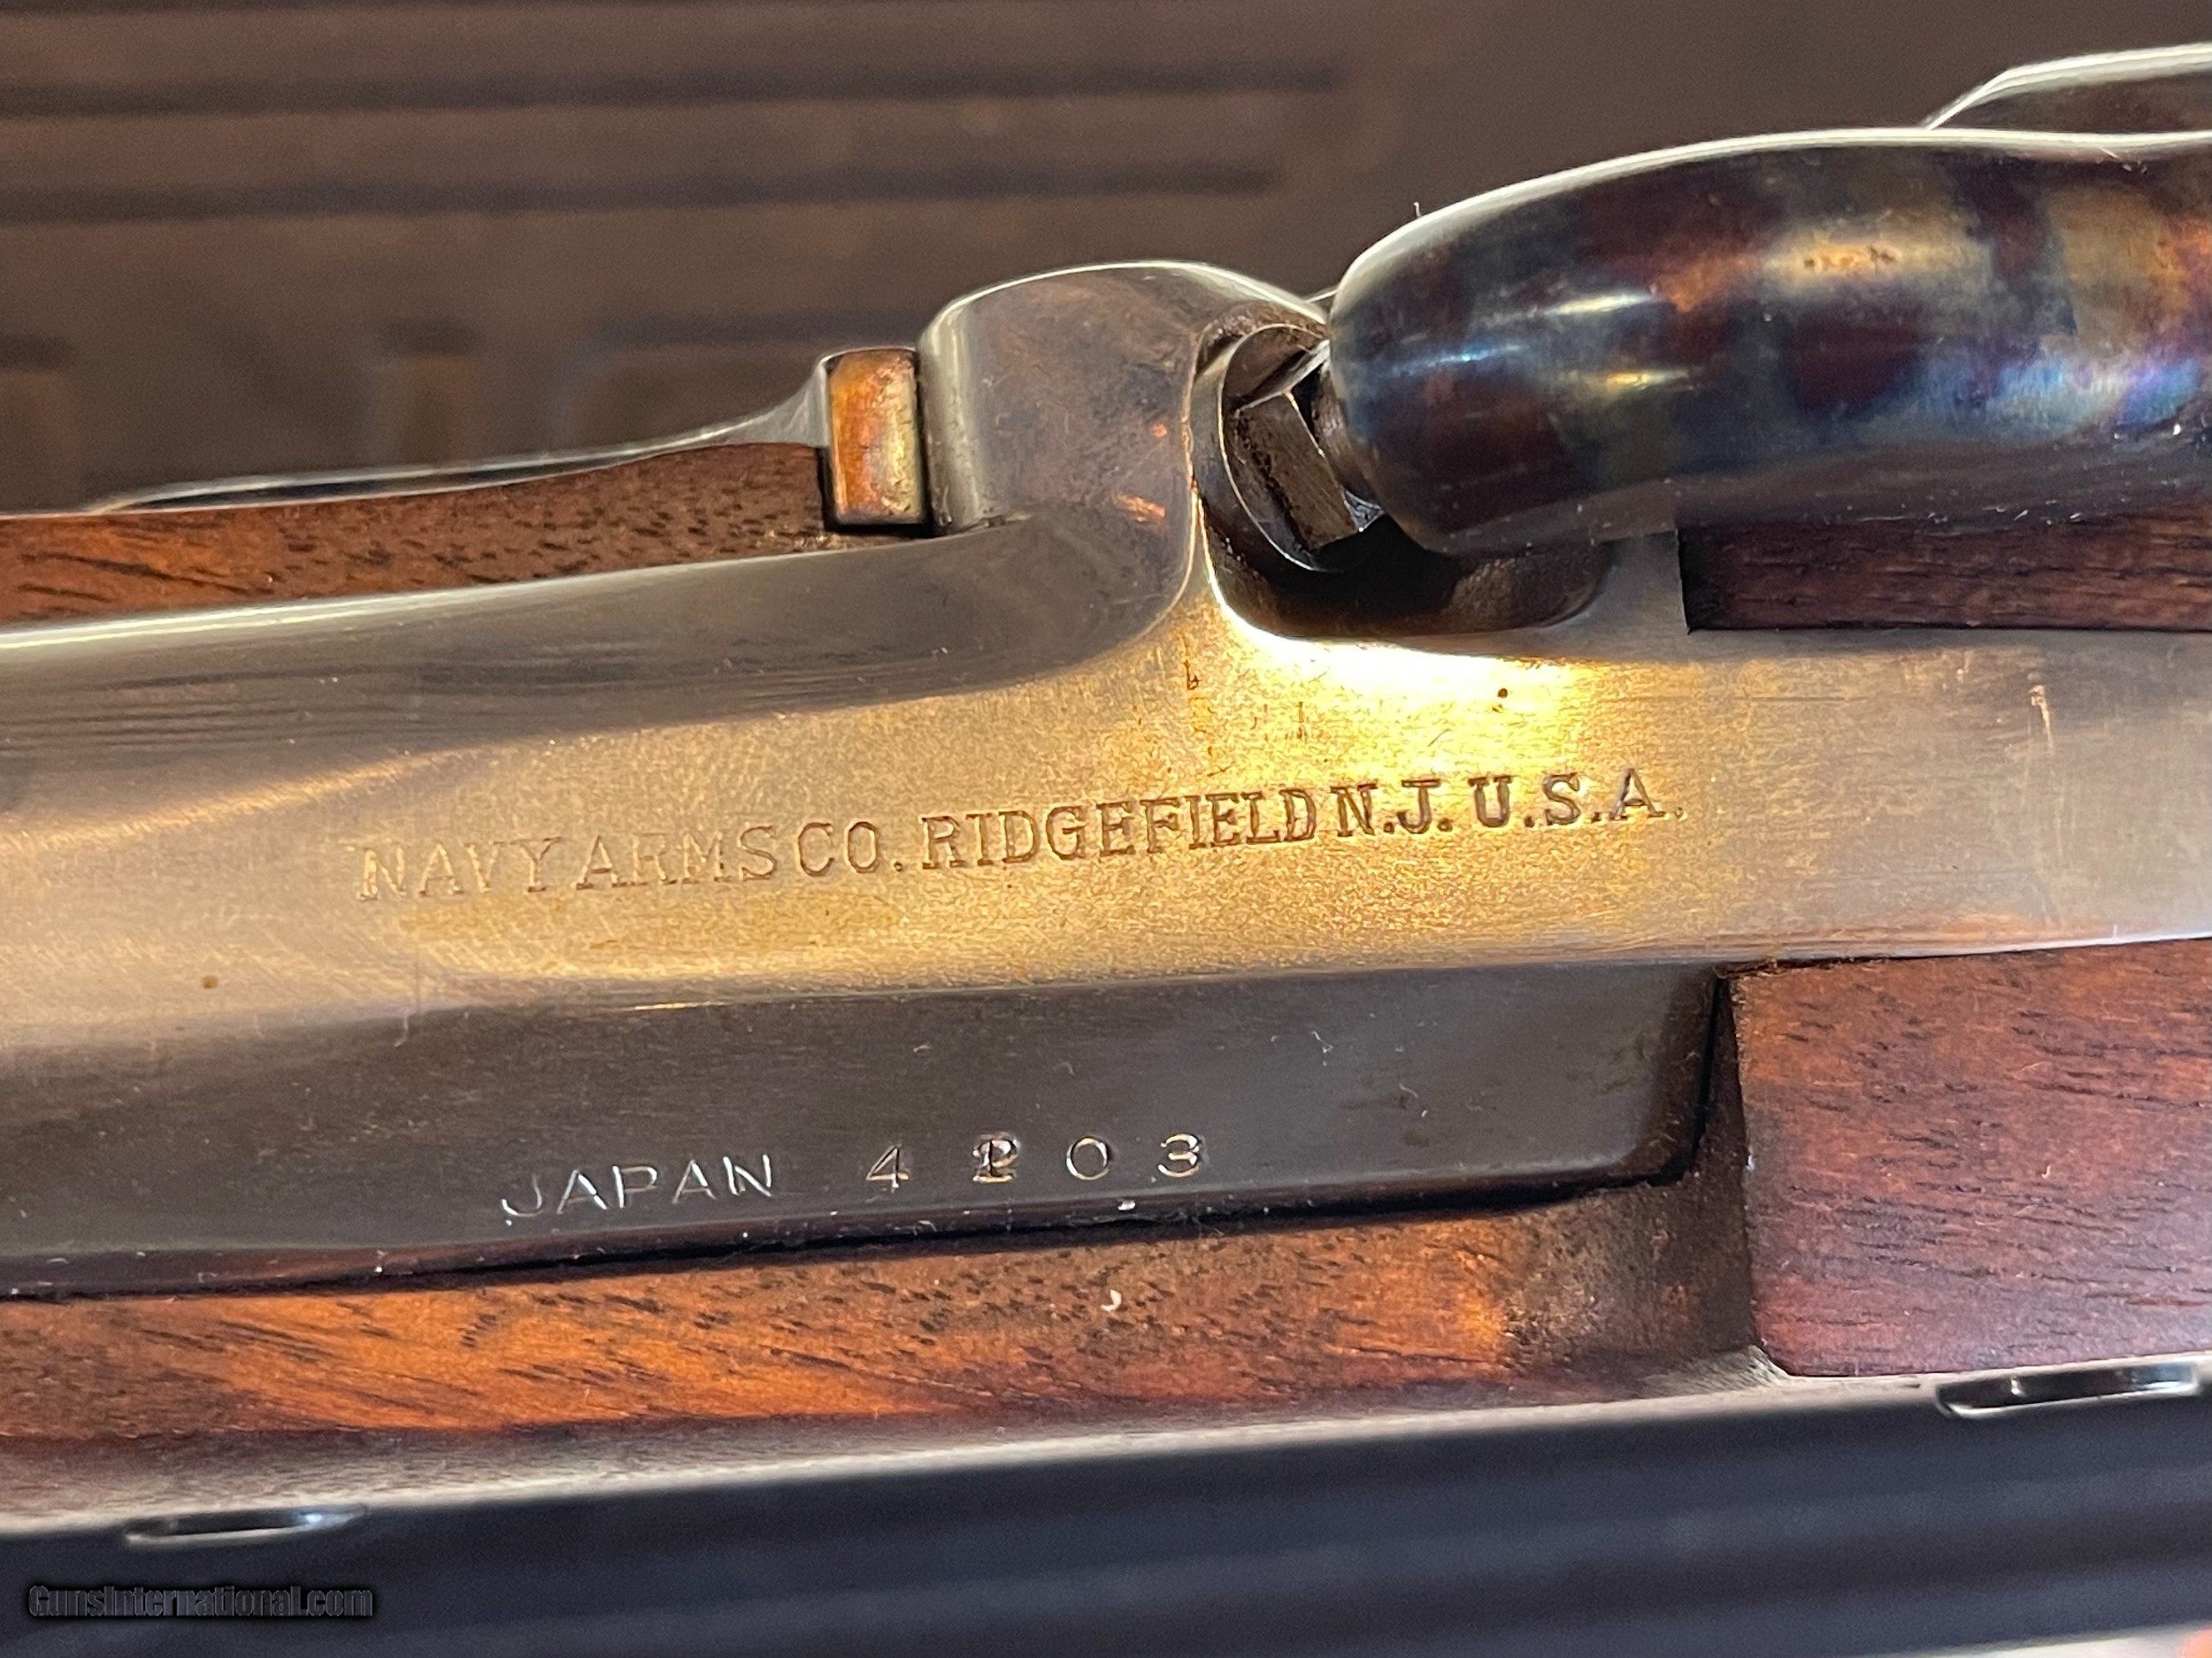 NAVY ARMS CO. RIDGEFIELD N.J. U.S.A.
JAPAN 4203
GunsInternational.com